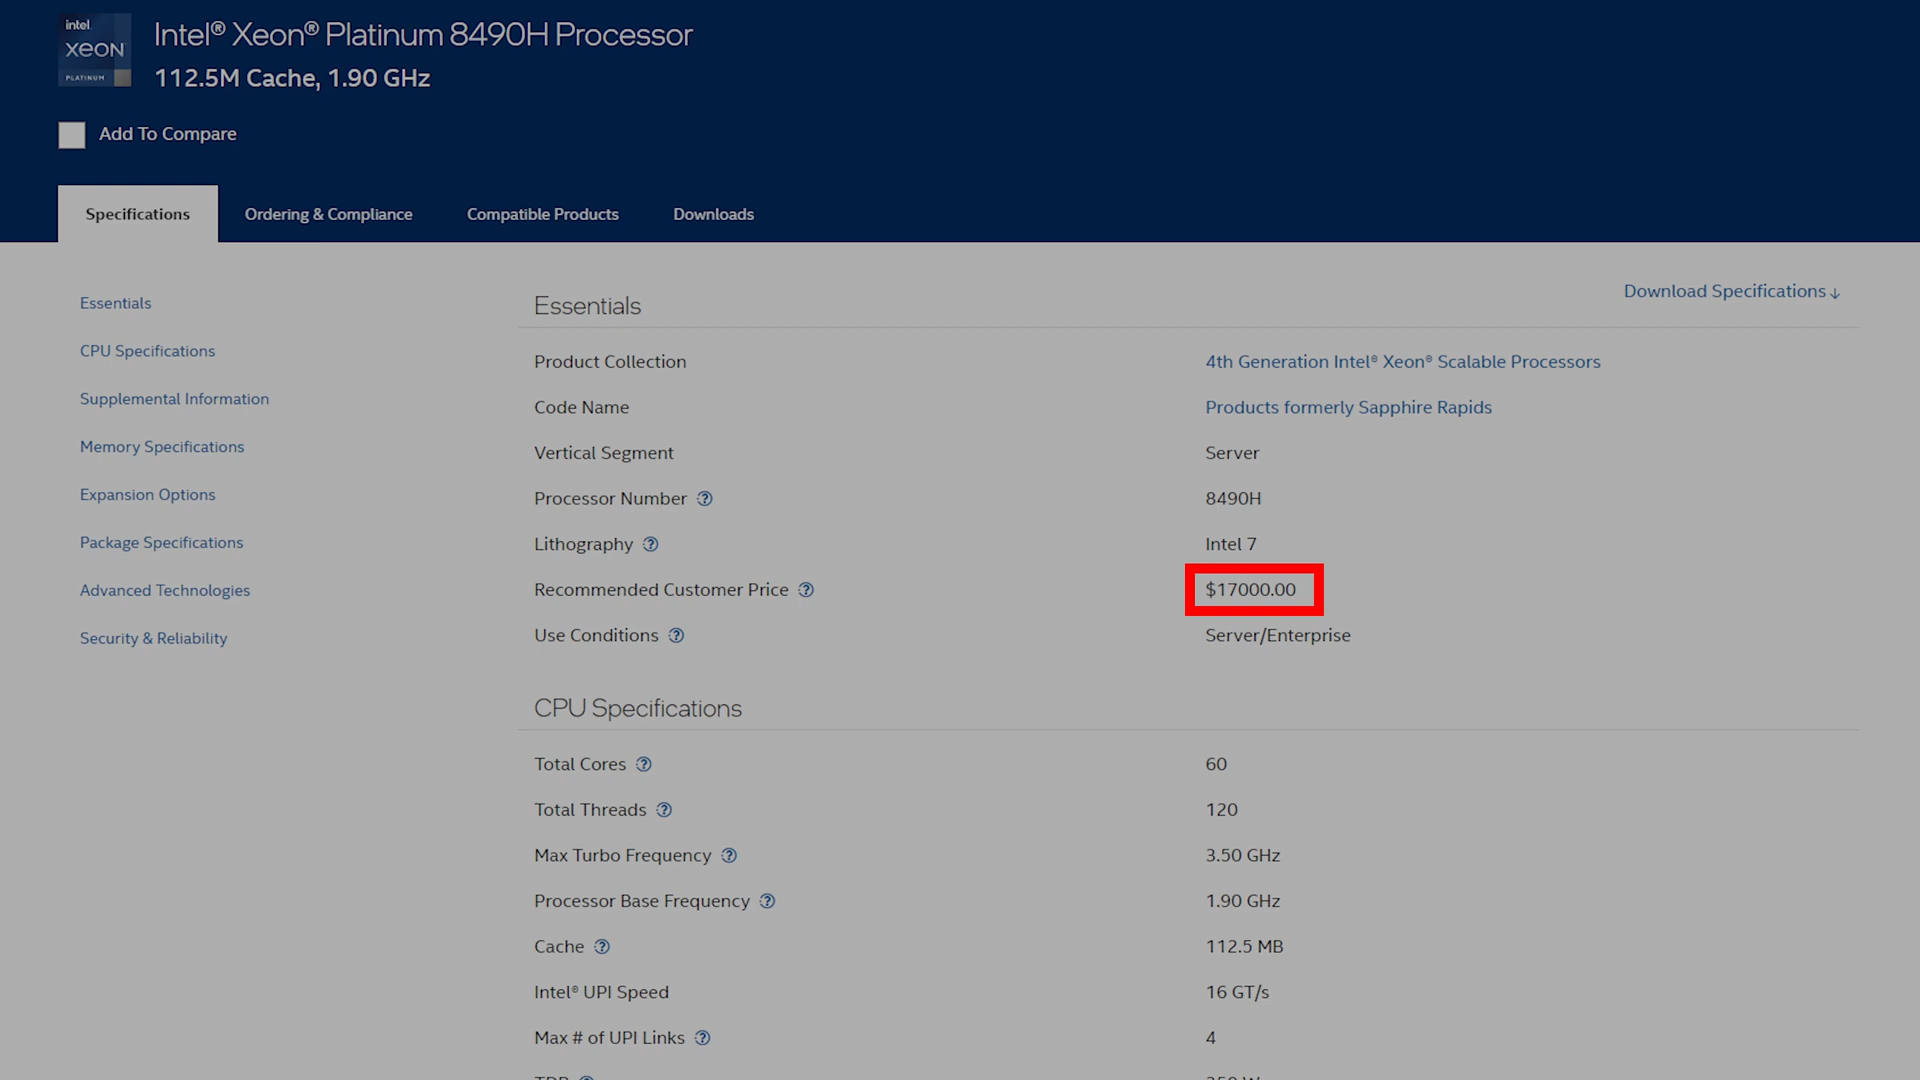 intel.
xeon
PLATINUM
Intel® Xeon® Platinum 8490H Processor
112.5M Cache, 1.90 GHz
Add To Compare
Specifications
Ordering & Compliance
Compatible Products
Downloads
Essentials
CPU Specifications
Supplemental Information
Memory Specifications
Expansion Options
Package Specifications
Advanced Technologies
Security & Reliability
Download Specifications ↓
Essentials
Product Collection 4th Generation Intel® Xeon® Scalable Processors
Code Name Products formerly Sapphire Rapids
Vertical Segment Server
Processor Number ? 8490H
Lithography ? Intel 7
Recommended Customer Price ? $17000.00
Use Conditions ? Server/Enterprise
CPU Specifications
Total Cores ? 60
Total Threads ? 120
Max Turbo Frequency ? 3.50 GHz
Processor Base Frequency ? 1.90 GHz
Cache ? 112.5 MB
Intel® UPI Speed 16 GT/s
Max # of UPI Links ? 4